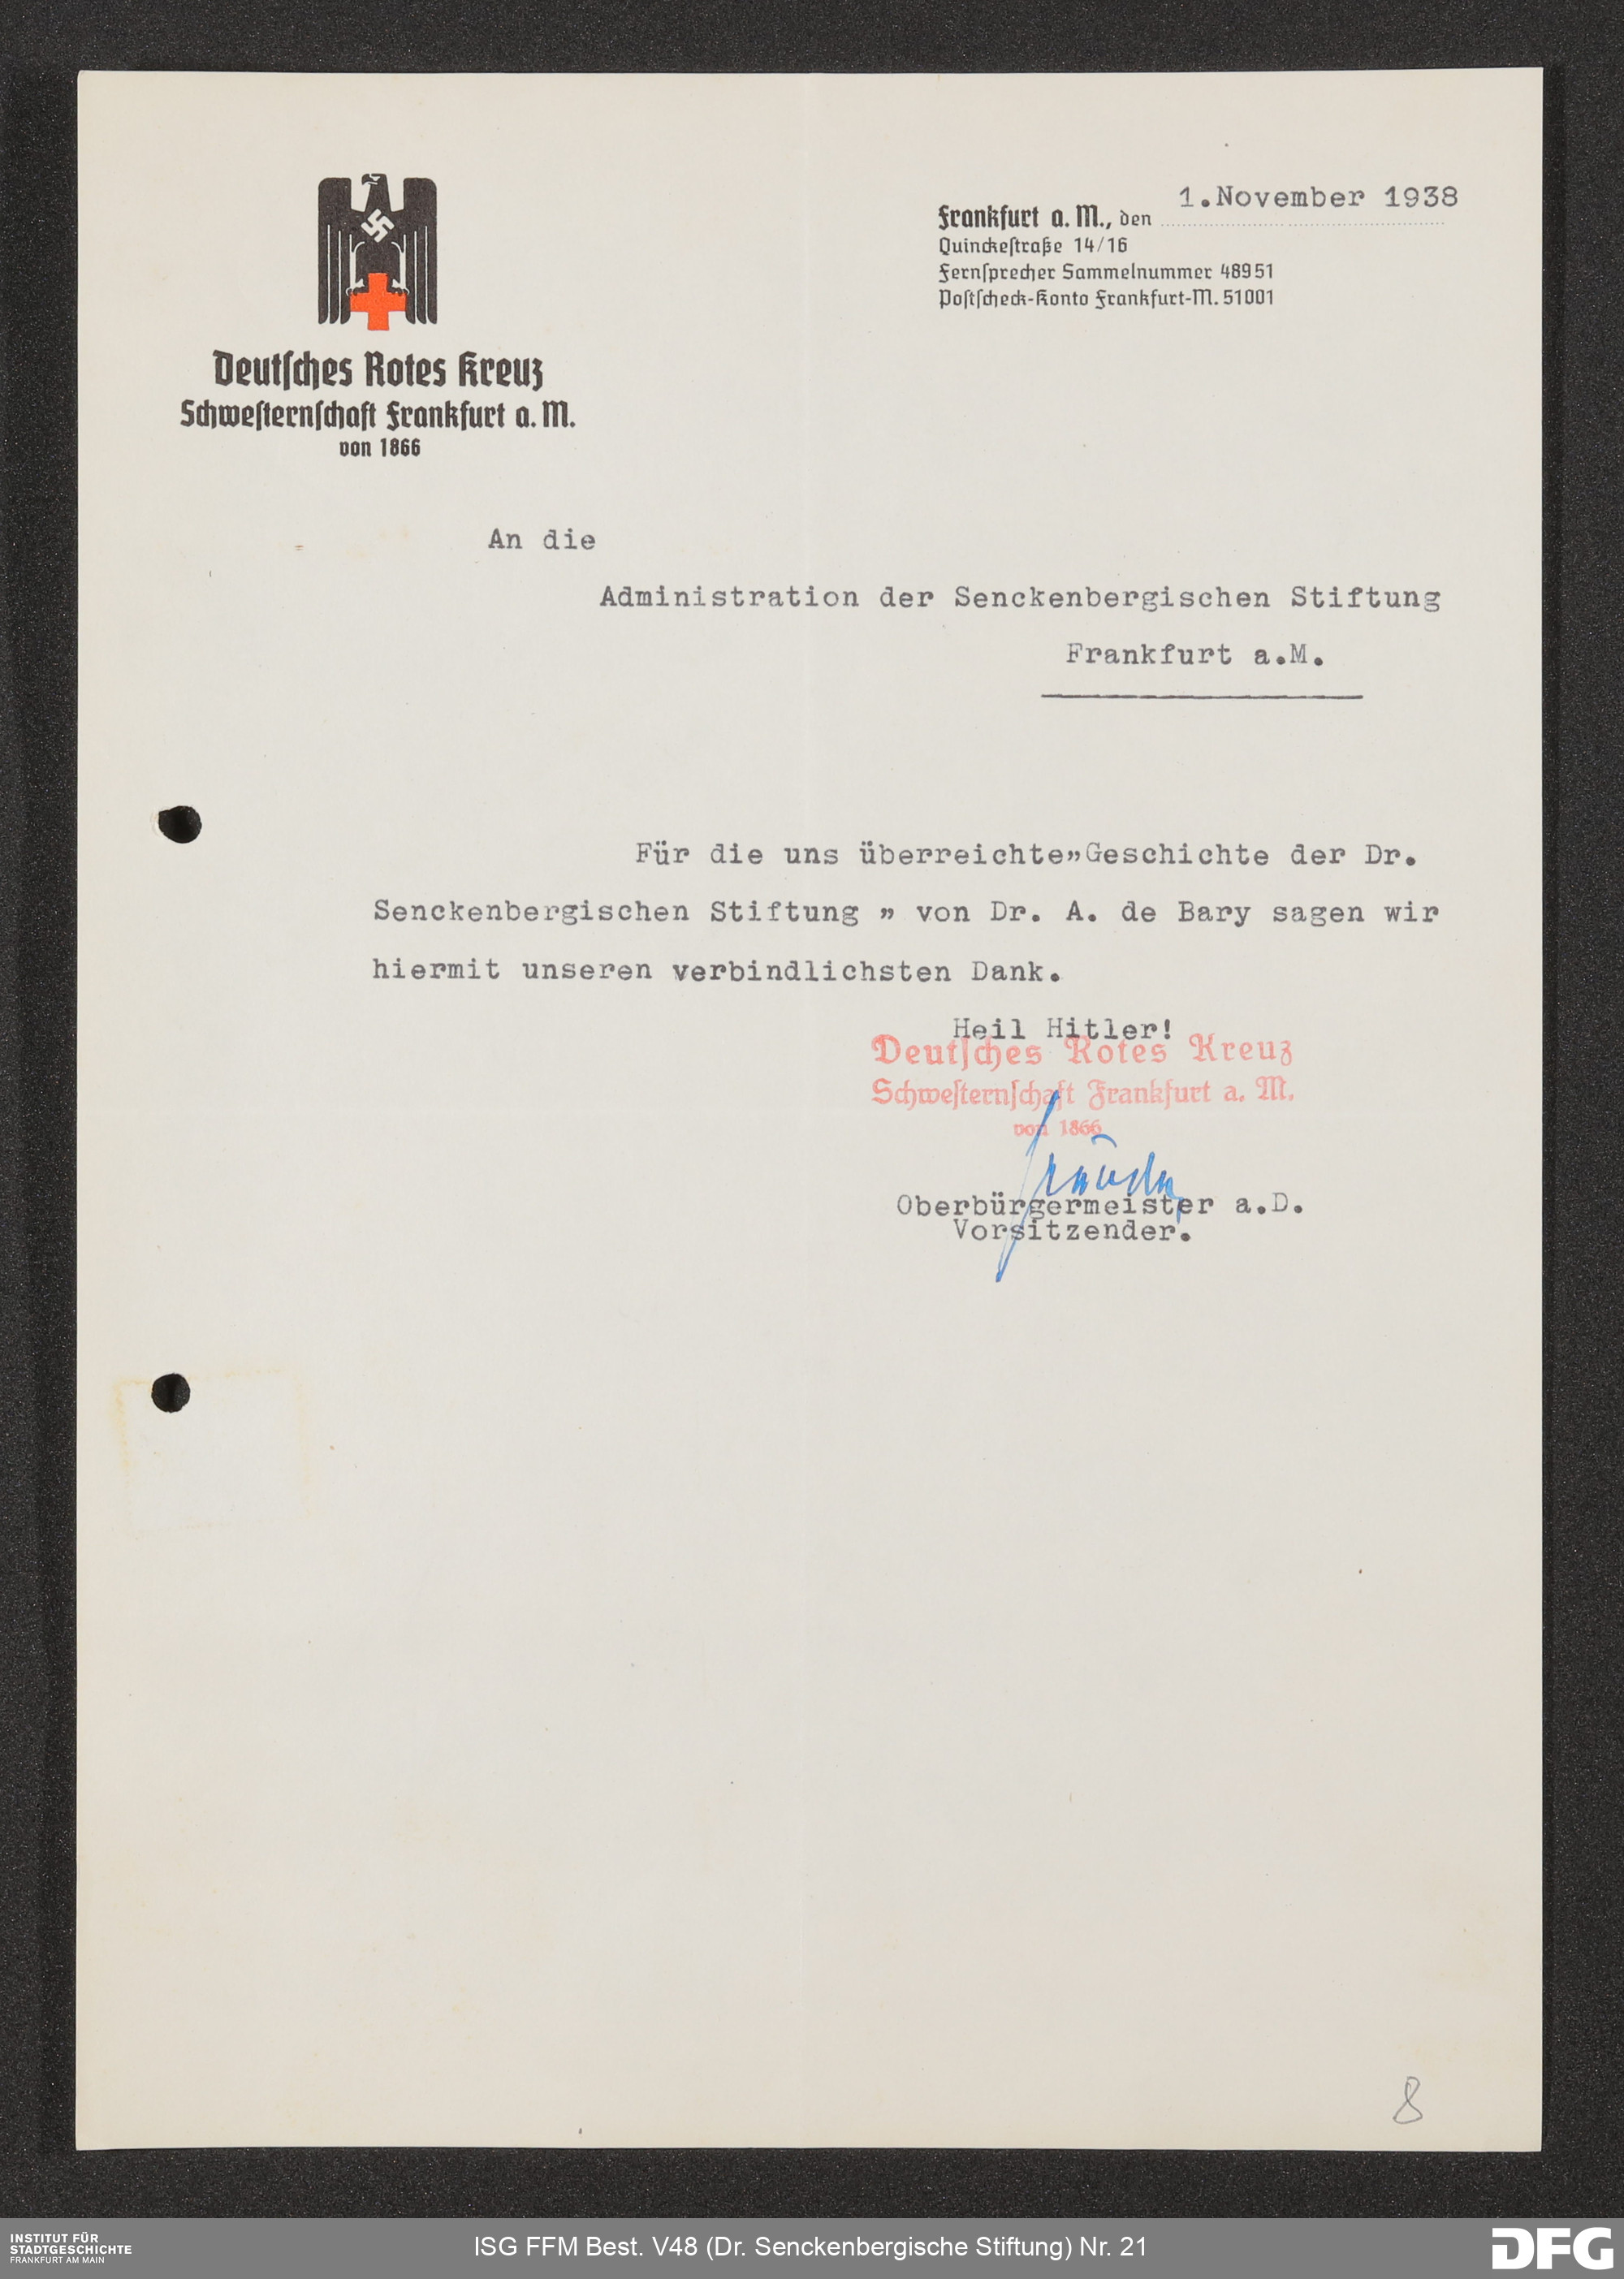 Deutſches Rotes Kreuz
Schweſternſchaft Frankfurt a. M.
von 1866
1.November 1938
Frankfurt a. M., den
Quinckeſtraße 14/16
Fernſprecher Sammelnummer 48951
Poſtſcheck-Konto Frankfurt-M. 51001
An die
Administration der Senckenbergischen Stiftung
Frankfurt a.M.
Für die uns überreichte„Geschichte der Dr.
Senckenbergischen Stiftung „ von Dr. A. de Bary sagen wir
hiermit unseren verbindlichsten Dank.
Heil Hitler!
Deutſches Rotes Kreuz
Schweſternſchaft Frankfurt a. M.
von 1866
Oberbürgermeister a.D.
Vorsitzender.
8
INSTITUT FÜR
STADTGESCHICHTE
FRANKFURT AM MAIN
ISG FFM Best. V48 (Dr. Senckenbergische Stiftung) Nr. 21
DFG